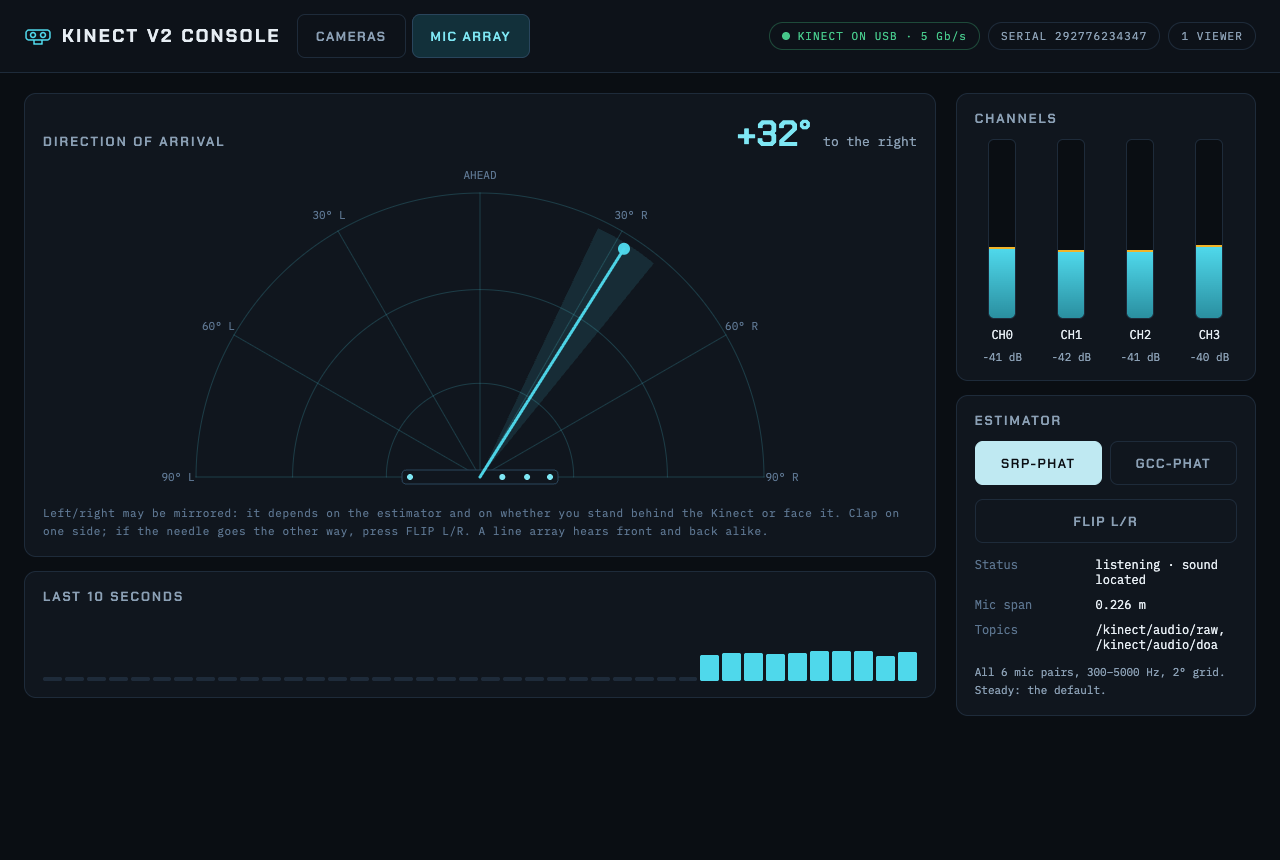 KINECT V2 CONSOLE
CAMERAS
MIC ARRAY
KINECT ON USB · 5 Gb/s
SERIAL 292776234347
1 VIEWER
DIRECTION OF ARRIVAL
+32°
to the right
AHEAD
30° L
30° R
60° L
60° R
90° L
90° R
Left/right may be mirrored: it depends on the estimator and on whether you stand behind the Kinect or face it. Clap on
one side; if the needle goes the other way, press FLIP L/R. A line array hears front and back alike.
LAST 10 SECONDS
CHANNELS
CH0
CH1
CH2
CH3
-41 dB
-42 dB
-41 dB
-40 dB
ESTIMATOR
SRP-PHAT
GCC-PHAT
FLIP L/R
Status
listening · sound
located
Mic span
0.226 m
Topics
/kinect/audio/raw,
/kinect/audio/doa
All 6 mic pairs, 300–5000 Hz, 2° grid.
Steady: the default.